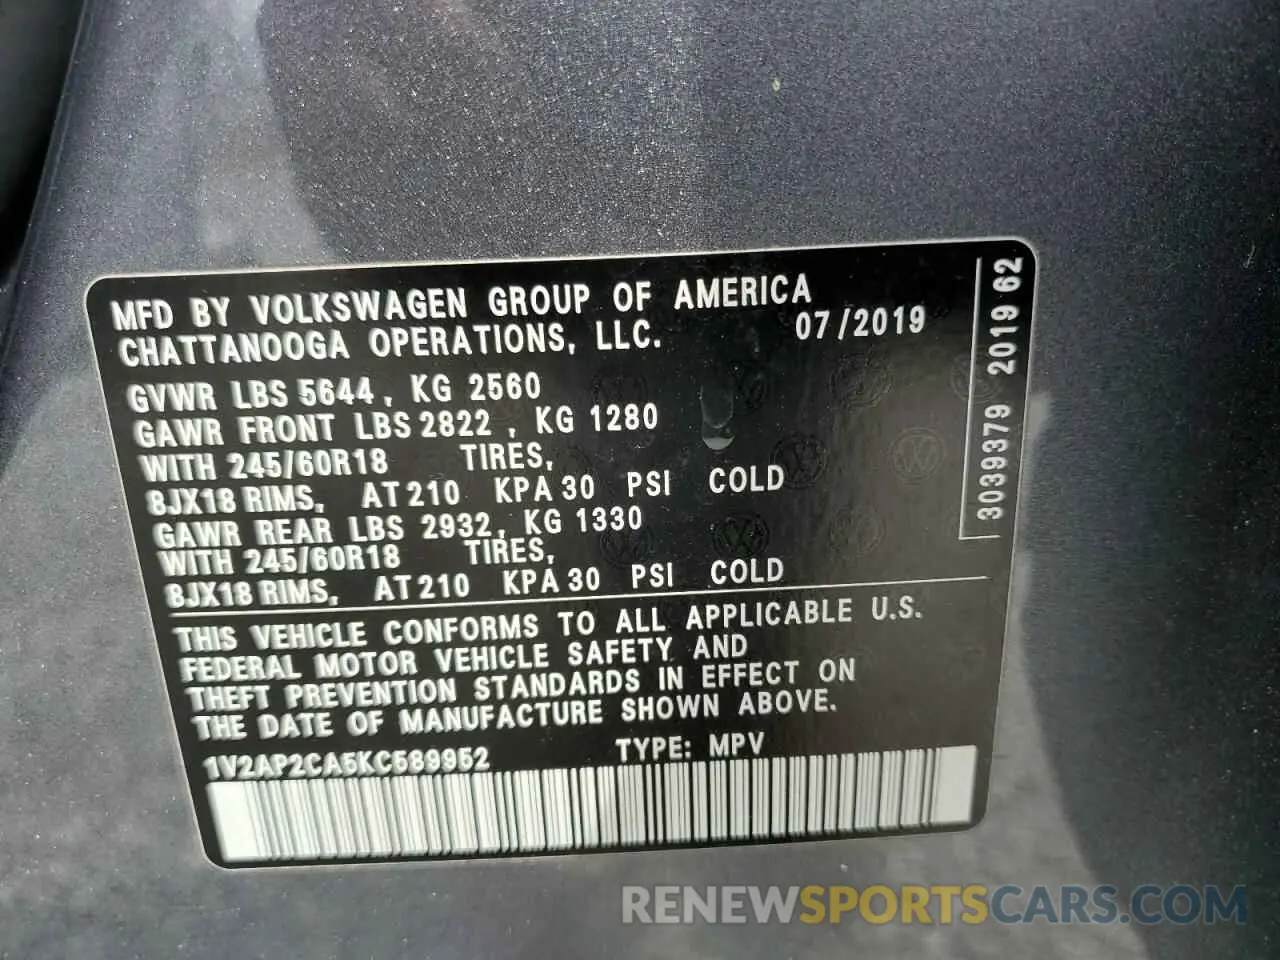 MFD BY VOLKSWAGEN GROUP OF AMERICA
CHATTANOOGA OPERATIONS, LLC. 07/2019
GVWR LBS 5644, KG 2560
GAWR FRONT LBS 2822, KG 1280
WITH 245/60R18 TIRES,
8JX18 RIMS, AT 210 KPA 30 PSI COLD
GAWR REAR LBS 2932, KG 1330
WITH 245/60R18 TIRES,
8JX18 RIMS, AT 210 KPA 30 PSI COLD
THIS VEHICLE CONFORMS TO ALL APPLICABLE U.S.
FEDERAL MOTOR VEHICLE SAFETY AND
THEFT PREVENTION STANDARDS IN EFFECT ON
THE DATE OF MANUFACTURE SHOWN ABOVE.
1V2AP2CA5KC589952 TYPE: MPV
3039379 2019 62
RENEWSPORTSCARS.COM